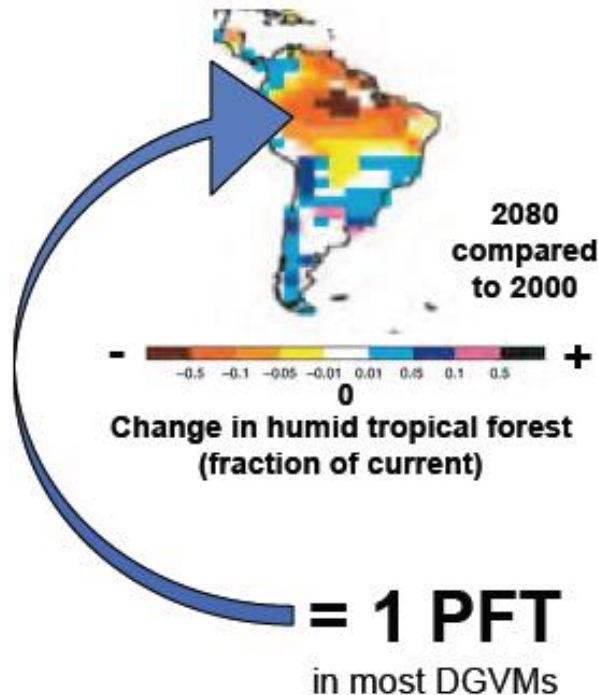 2080
compared
to 2000
- +
−0.5 −0.1 −0.05 −0.01 0.01 0.05 0.1 0.5
0
Change in humid tropical forest
(fraction of current)
= 1 PFT
in most DGVMs